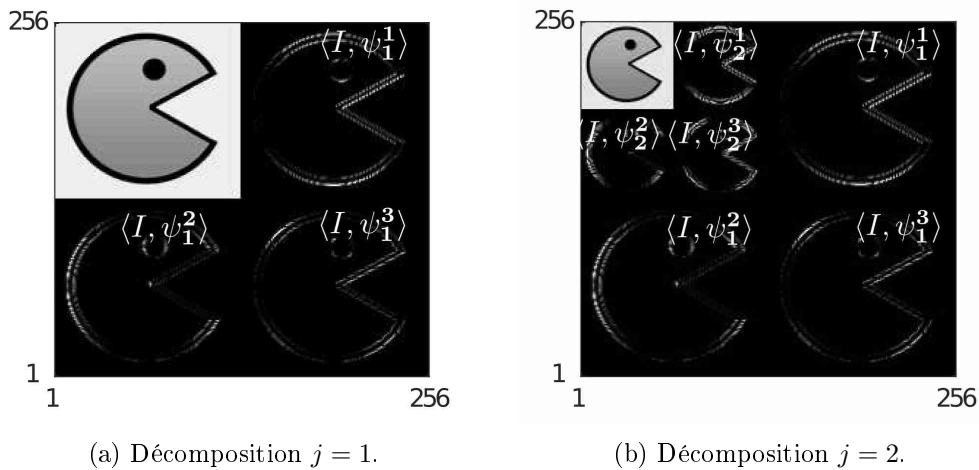 256
⟨I, ψ₁¹⟩
⟨I, ψ₁²⟩
⟨I, ψ₁³⟩
1
1
256
(a) Décomposition j = 1.
256
⟨I, ψ₂¹⟩
⟨I, ψ₁¹⟩
⟨I, ψ₂²⟩
⟨I, ψ₂³⟩
⟨I, ψ₁²⟩
⟨I, ψ₁³⟩
1
1
256
(b) Décomposition j = 2.